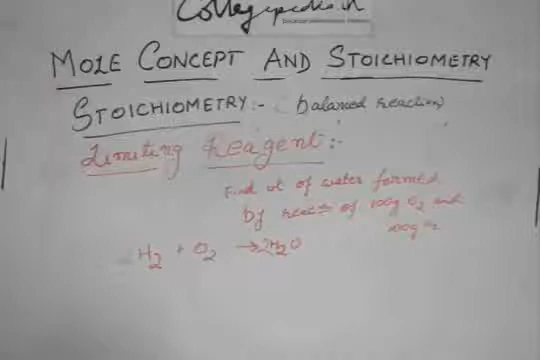 Collegepedia.in
MOLE CONCEPT AND STOICHIOMETRY
STOICHIOMETRY:- (balanced reaction)
Limiting Reagent:-
Find wt of water formed
by reactn of 100g O2 and
100g
H2 + O2 → 2H2O